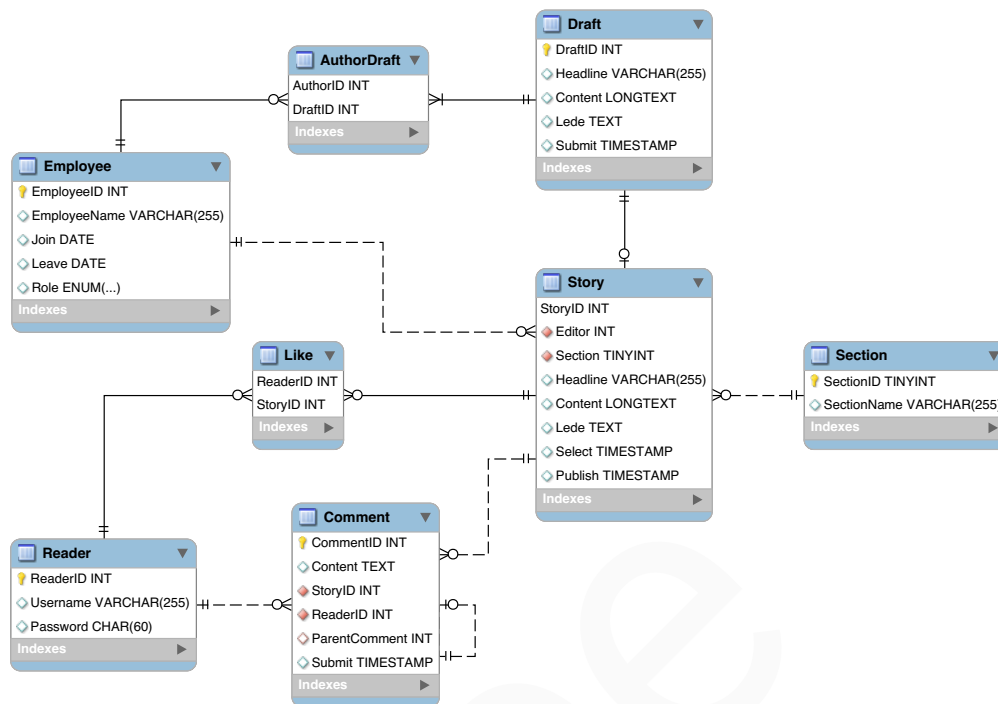 Draft
DraftID INT
Headline VARCHAR(255)
Content LONGTEXT
Lede TEXT
Submit TIMESTAMP
Indexes
AuthorDraft
AuthorID INT
DraftID INT
Indexes
Employee
EmployeeID INT
EmployeeName VARCHAR(255)
Join DATE
Leave DATE
Role ENUM(...)
Indexes
Story
StoryID INT
Editor INT
Section TINYINT
Headline VARCHAR(255)
Content LONGTEXT
Lede TEXT
Select TIMESTAMP
Publish TIMESTAMP
Indexes
Like
ReaderID INT
StoryID INT
Indexes
Section
SectionID TINYINT
SectionName VARCHAR(255)
Indexes
Comment
CommentID INT
Content TEXT
StoryID INT
ReaderID INT
ParentComment INT
Submit TIMESTAMP
Indexes
Reader
ReaderID INT
Username VARCHAR(255)
Password CHAR(60)
Indexes